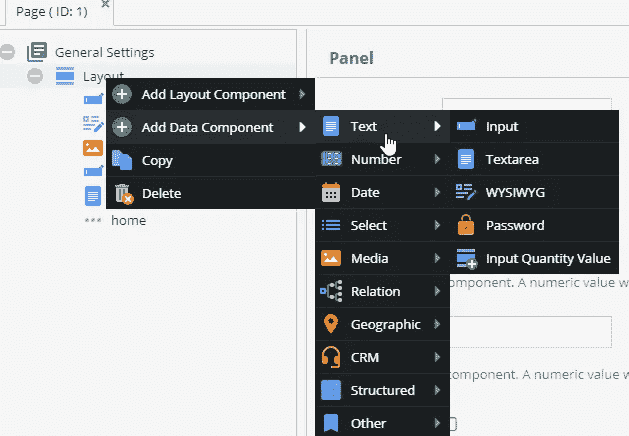 Page ( ID: 1)
General Settings
Panel
Layout
Add Layout Component
Add Data Component
Text
Input
Copy
Number
Textarea
Delete
Date
WYSIWYG
home
Select
Password
Media
Input Quantity Value
Relation
component. A numeric value w
Geographic
CRM
component. A numeric value w
Structured
Other